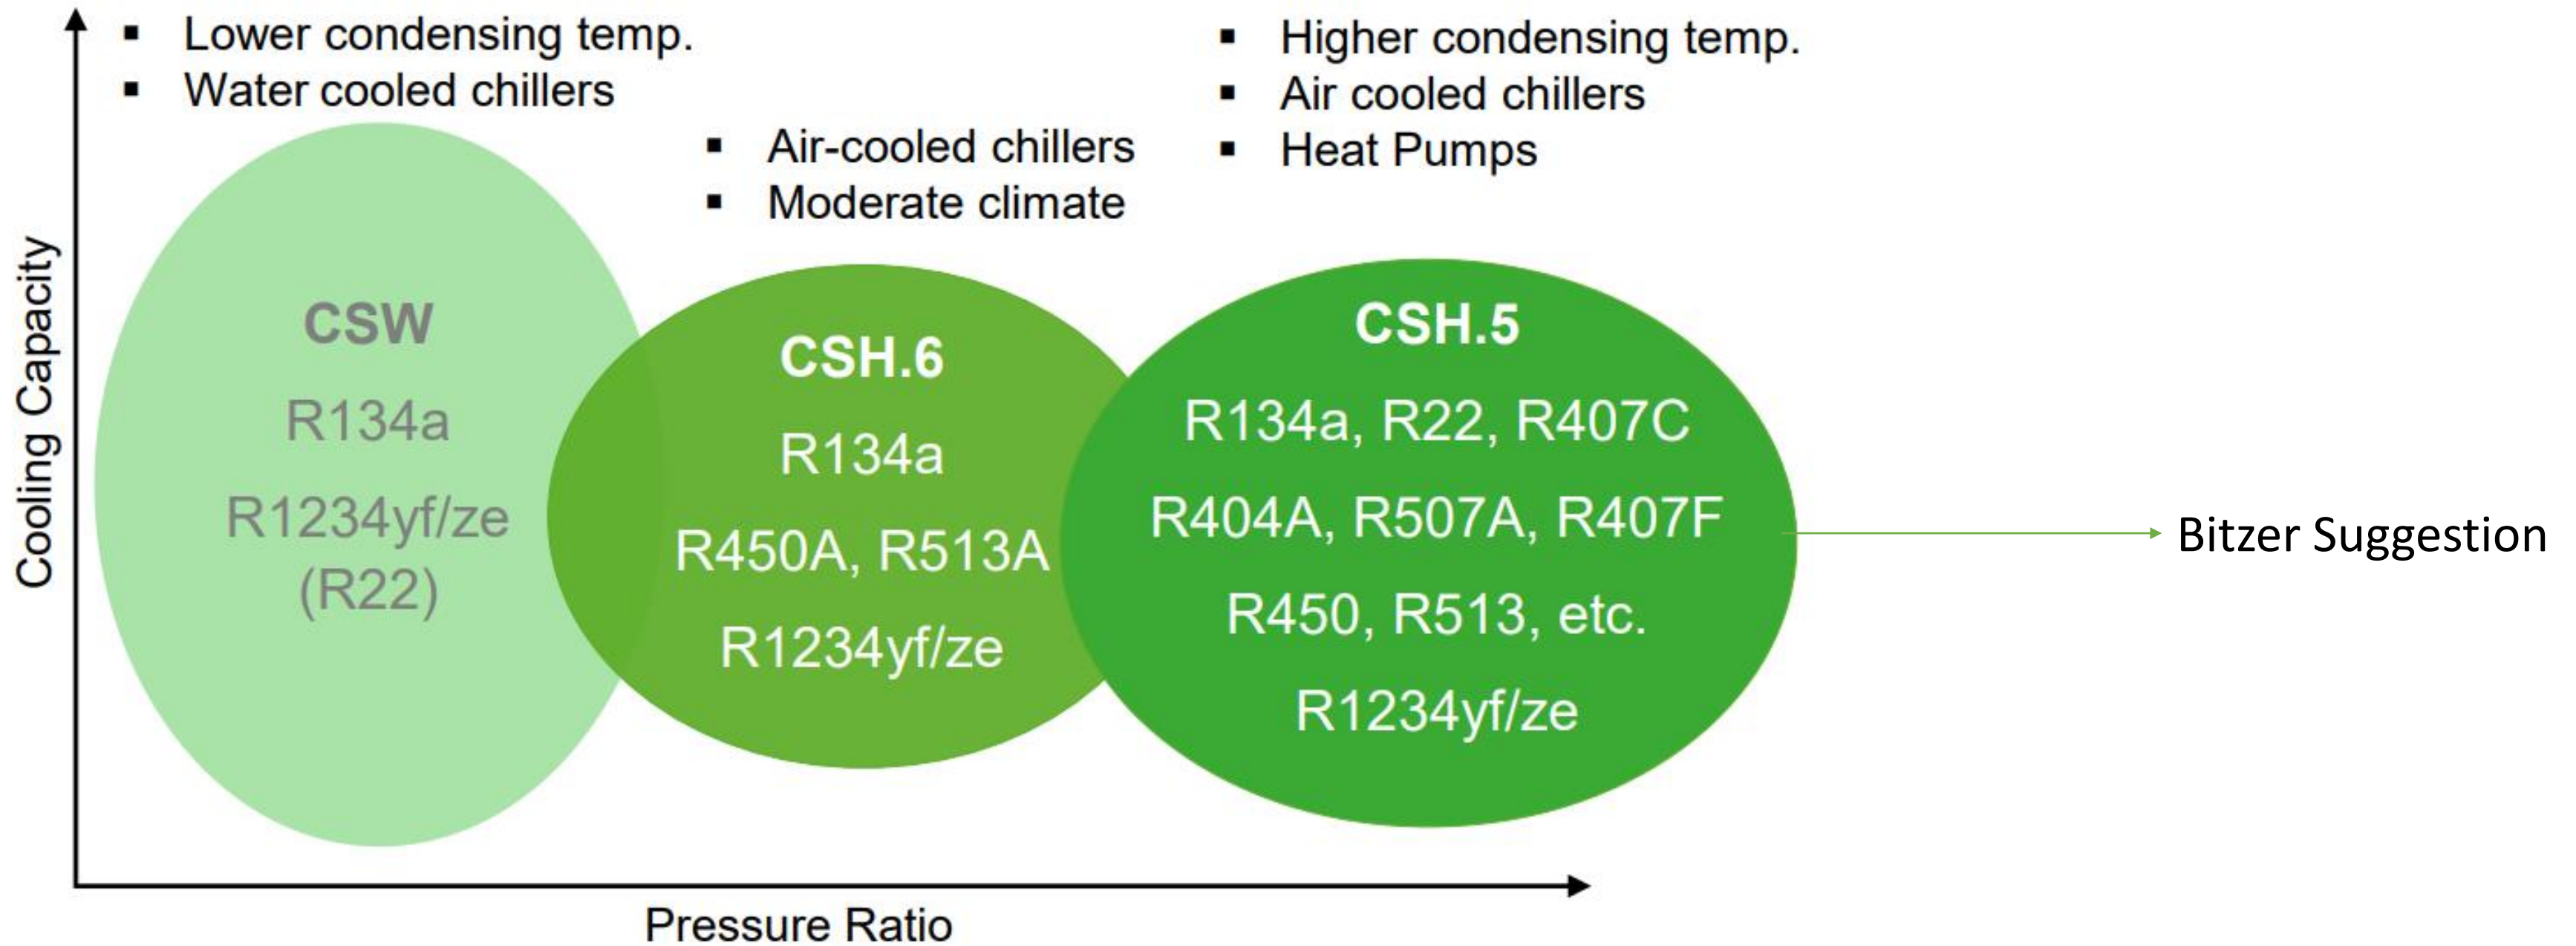 ▪ Lower condensing temp.
▪ Water cooled chillers
▪ Air-cooled chillers
▪ Moderate climate
▪ Higher condensing temp.
▪ Air cooled chillers
▪ Heat Pumps
Cooling Capacity
CSW
R134a
R1234yf/ze
(R22)
CSH.6
R134a
R450A, R513A
R1234yf/ze
CSH.5
R134a, R22, R407C
R404A, R507A, R407F
R450, R513, etc.
R1234yf/ze
Bitzer Suggestion
Pressure Ratio